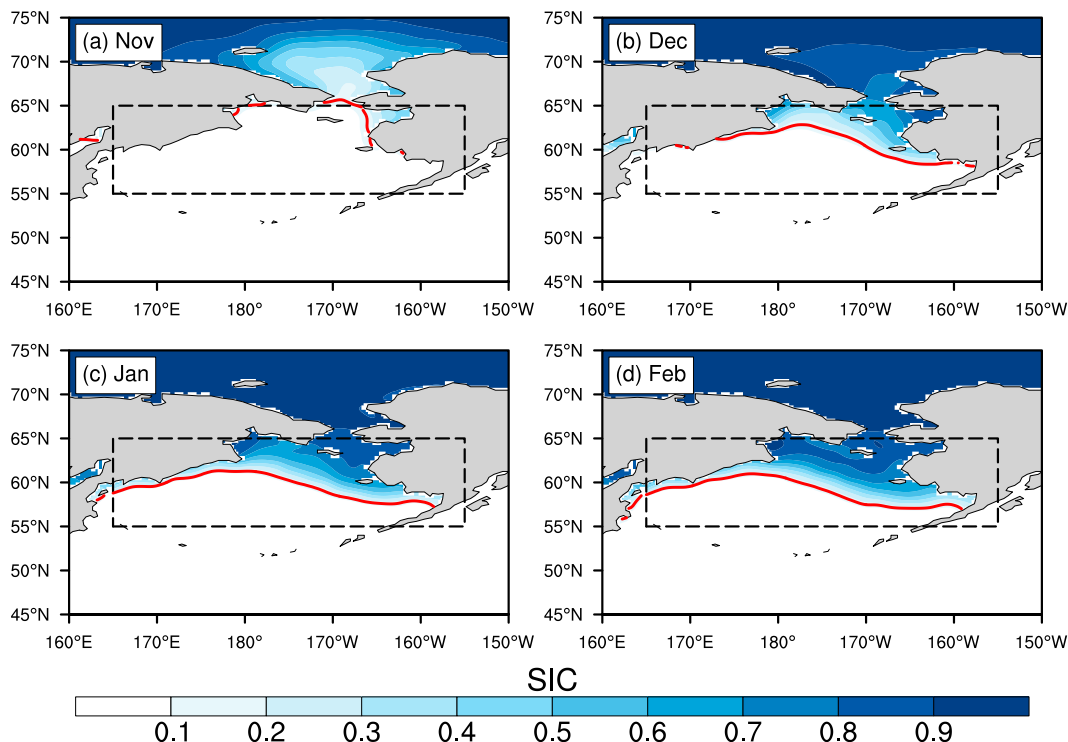 75°N (a) Nov
70°N
65°N
60°N
55°N
50°N
45°N
160°E 170°E 180° 170°W 160°W 150°W
75°N (b) Dec
70°N
65°N
60°N
55°N
50°N
45°N
160°E 170°E 180° 170°W 160°W 150°W
75°N (c) Jan
70°N
65°N
60°N
55°N
50°N
45°N
160°E 170°E 180° 170°W 160°W 150°W
75°N (d) Feb
70°N
65°N
60°N
55°N
50°N
45°N
160°E 170°E 180° 170°W 160°W 150°W
SIC
0.1 0.2 0.3 0.4 0.5 0.6 0.7 0.8 0.9